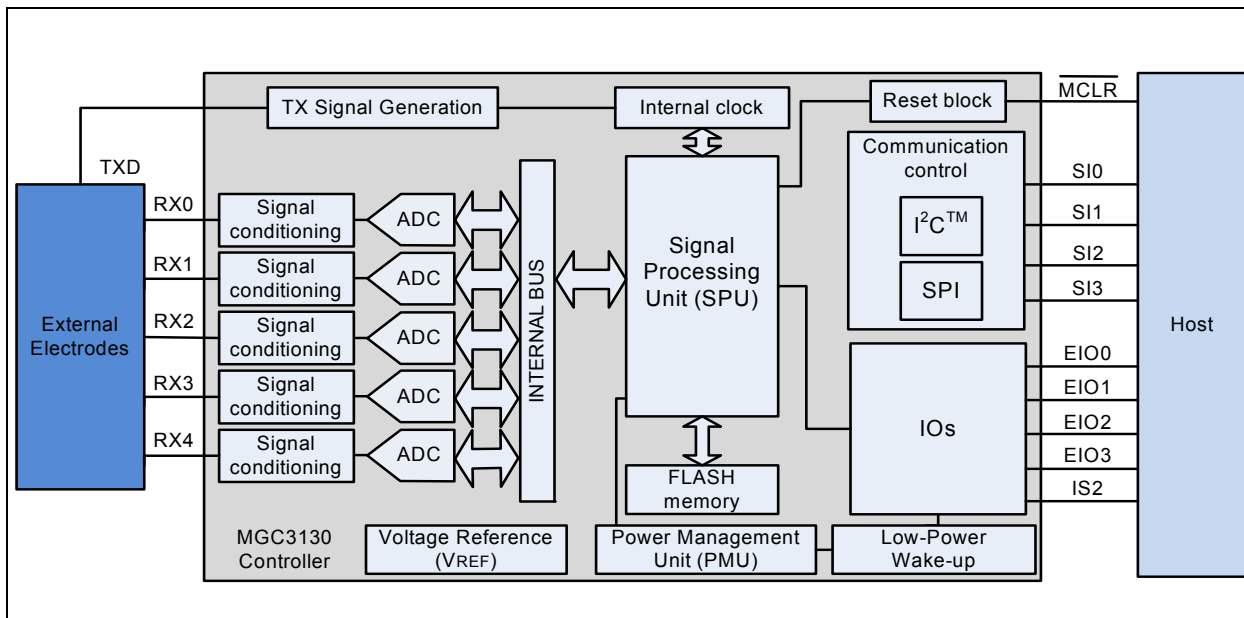 TX Signal Generation
Internal clock
Reset block
MCLR
TXD
Communication
control
I²C™
SPI
SI0
SI1
SI2
SI3
RX0
Signal
conditioning
ADC
RX1
Signal
conditioning
ADC
RX2
Signal
conditioning
ADC
RX3
Signal
conditioning
ADC
RX4
Signal
conditioning
ADC
External
Electrodes
INTERNAL BUS
Signal
Processing
Unit (SPU)
Host
IOs
EIO0
EIO1
EIO2
EIO3
IS2
FLASH
memory
MGC3130
Controller
Voltage Reference
(VREF)
Power Management
Unit (PMU)
Low-Power
Wake-up